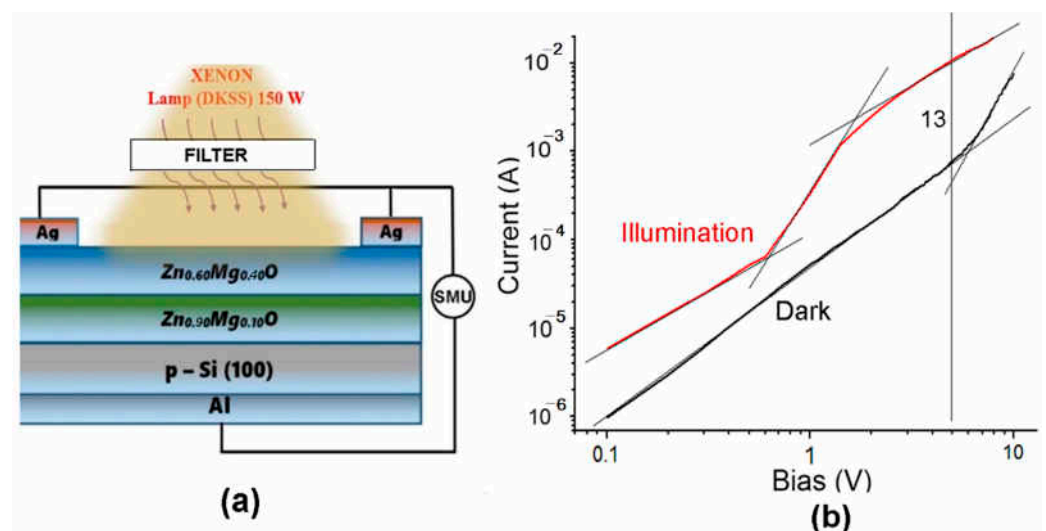 XENON
Lamp (DKSS) 150 W
FILTER
Ag
Ag
Zn0.60Mg0.40O
SMU
Zn0.90Mg0.10O
p – Si (100)
Al
(a)
Current (A)
10⁻²
10⁻³
10⁻⁴
10⁻⁵
10⁻⁶
13
Illumination
Dark
0.1
1
10
Bias (V)
(b)